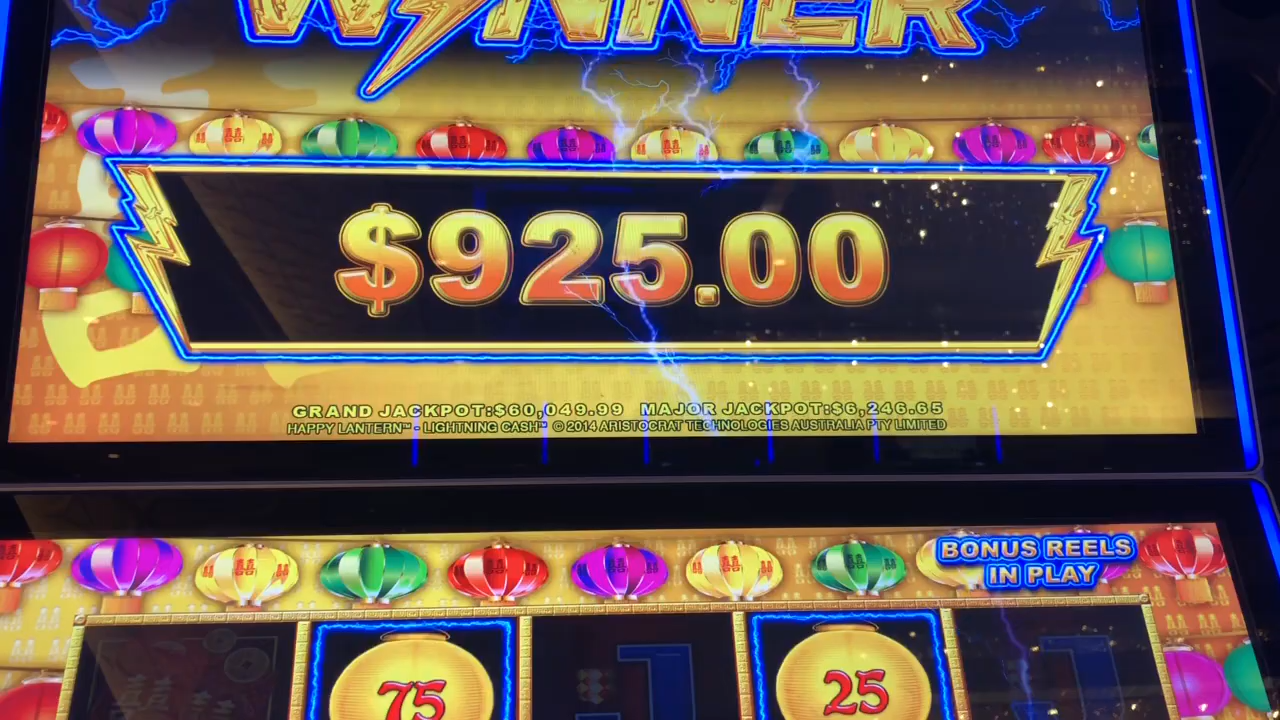 WINNER
$925.00
GRAND JACKPOT:$60,049.99 MAJOR JACKPOT:$6,246.65
HAPPY LANTERN™ - LIGHTNING CASH™ © 2014 ARISTOCRAT TECHNOLOGIES AUSTRALIA PTY LIMITED
BONUS REELS
IN PLAY
J
J
75
25